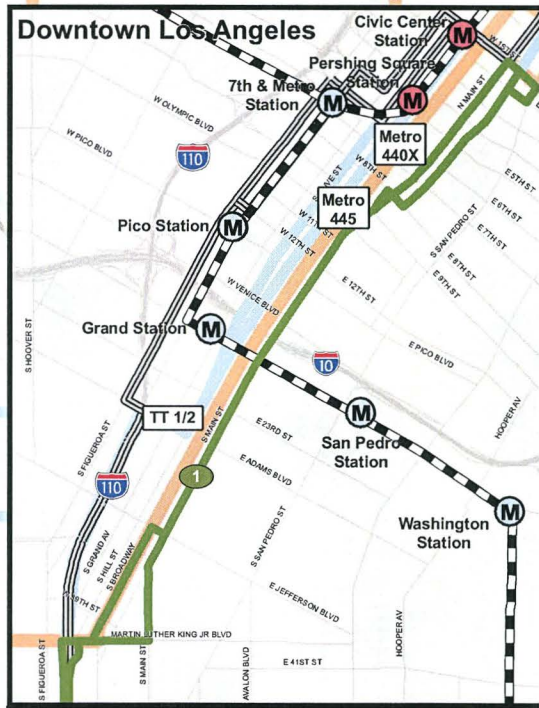 Downtown Los Angeles
Civic Center
Station
Pershing Square
Station
7th & Metro
Station
W 1ST ST
N MAIN ST
W OLYMPIC BLVD
W PICO BLVD
110
Metro
440X
W 8TH ST
Metro
445
W 11TH ST
W 12TH ST
E 5TH ST
E 6TH ST
E 7TH ST
E 8TH ST
E 9TH ST
S SAN PEDRO ST
Pico Station
E 12TH ST
W VENICE BLVD
Grand Station
S HOOVER ST
10
E PICO BLVD
HOOPER AV
TT 1/2
S MAIN ST
E 23RD ST
San Pedro
Station
S FIGUEROA ST
E ADAMS BLVD
1
110
Washington
Station
S GRAND AV
S HILL ST
S BROADWAY
S SAN PEDRO ST
E JEFFERSON BLVD
MARTIN LUTHER KING JR BLVD
S FIGUEROA ST
S MAIN ST
AVALON BLVD
E 41ST ST
HOOPER AV
M
M
M
M
M
M
M